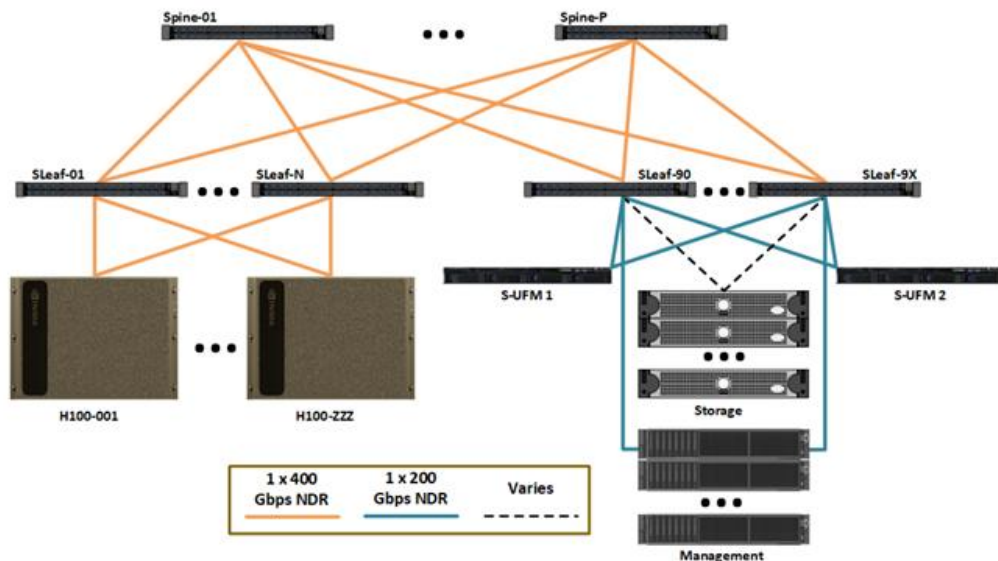 Spine-01
Spine-P
SLeaf-01
SLeaf-N
SLeaf-90
SLeaf-9X
S-UFM 1
S-UFM 2
H100-001
H100-ZZZ
Storage
1 x 400
Gbps NDR
1 x 200
Gbps NDR
Varies
Management